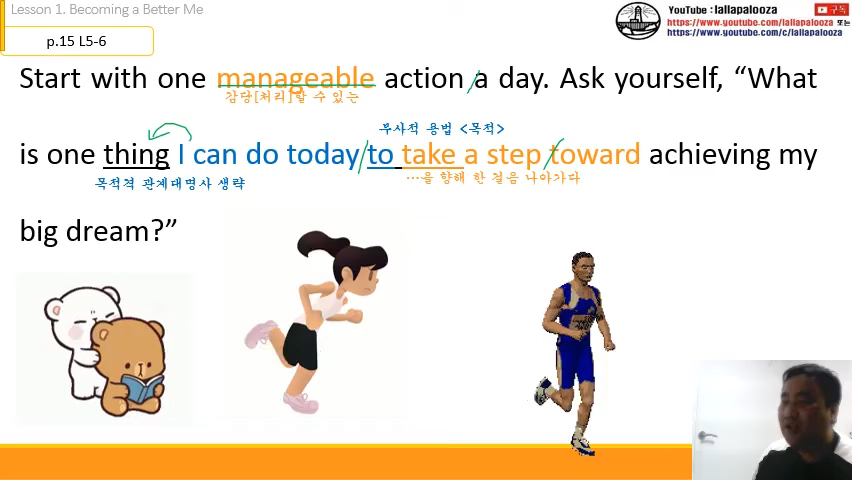 Lesson 1. Becoming a Better Me
YouTube : lallapalooza 구독
https://www.youtube.com/lallapalooza 또는
https://www.youtube.com/c/lallapalooza
p.15 L5-6
Start with one manageable action a day. Ask yourself, “What
감당[처리]할 수 있는
부사적 용법 <목적>
is one thing I can do today to take a step toward achieving my
목적격 관계대명사 생략
…을 향해 한 걸음 나아가다
big dream?”